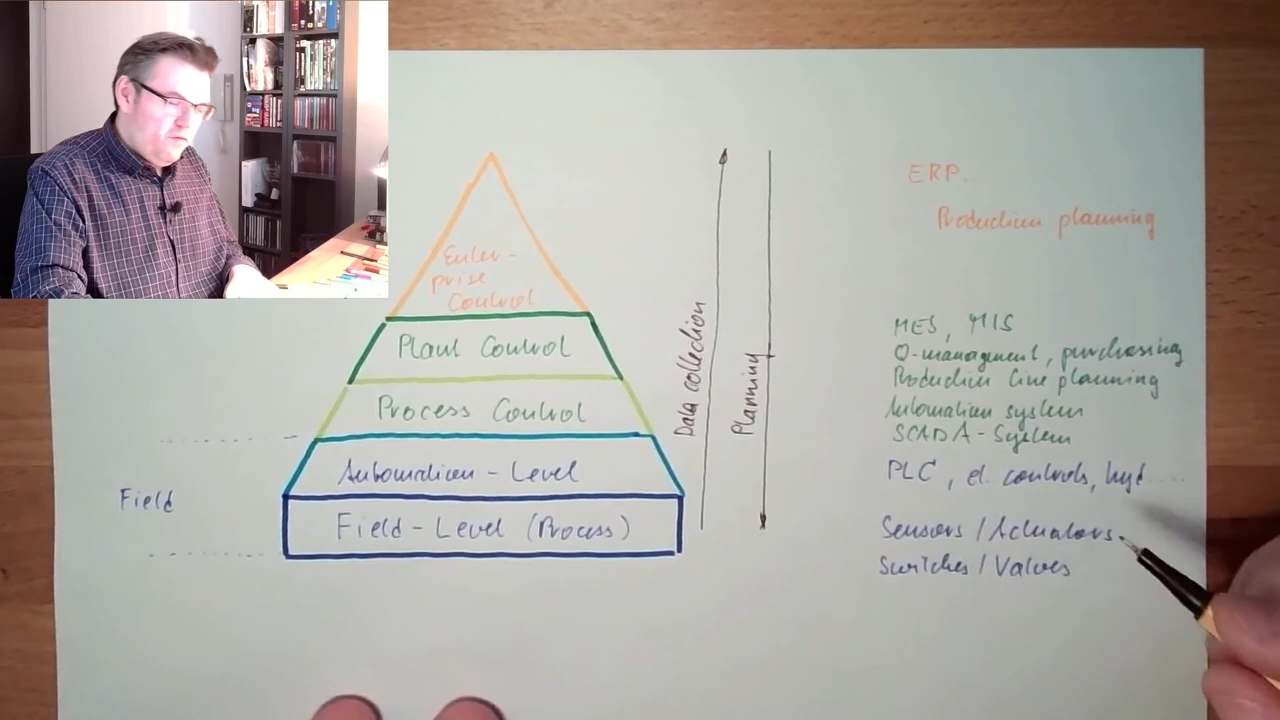 Enter-
prise
Control
Plant Control
Process Control
Automation - Level
Field - Level (Process)
Field
Data collection
Planning
ERP...
Production planning
MES, MIS
O-management, purchasing
Production line planning
Automation system
SCADA - System
PLC, el. controls, hyd.....
Sensors / Actuators
Switches / Valves